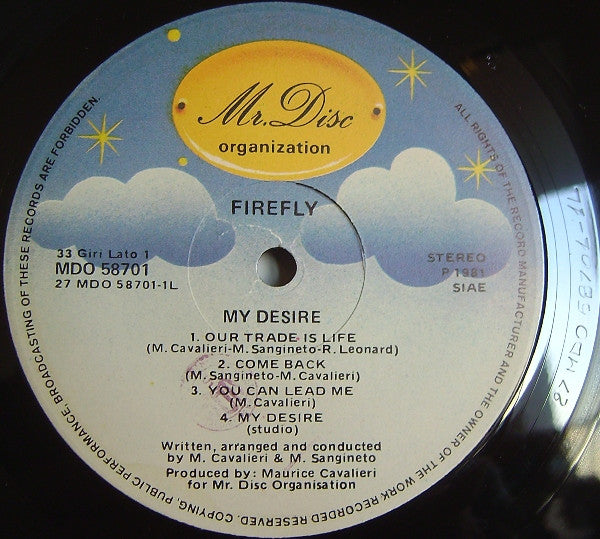 Mr. Disc
organization
FIREFLY
33 Giri Lato 1
MDO 58701
27 MDO 58701-1L
STEREO
P 1981
SIAE
MY DESIRE
1. OUR TRADE IS LIFE
(M. Cavalieri-M. Sangineto-R. Leonard)
2. COME BACK
(M. Sangineto-M. Cavalieri)
3. YOU CAN LEAD ME
(M. Cavalieri)
4. MY DESIRE
(studio)
Written, arranged and conducted
by M. Cavalieri & M. Sangineto
Produced by: Maurice Cavalieri
for Mr. Disc Organisation
ALL RIGHTS OF THE RECORD MANUFACTURER AND THE OWNER OF THE WORK RECORDED RESERVED. COPYING, PUBLIC PERFORMANCE, BROADCASTING OF THESE RECORDS ARE FORBIDDEN.